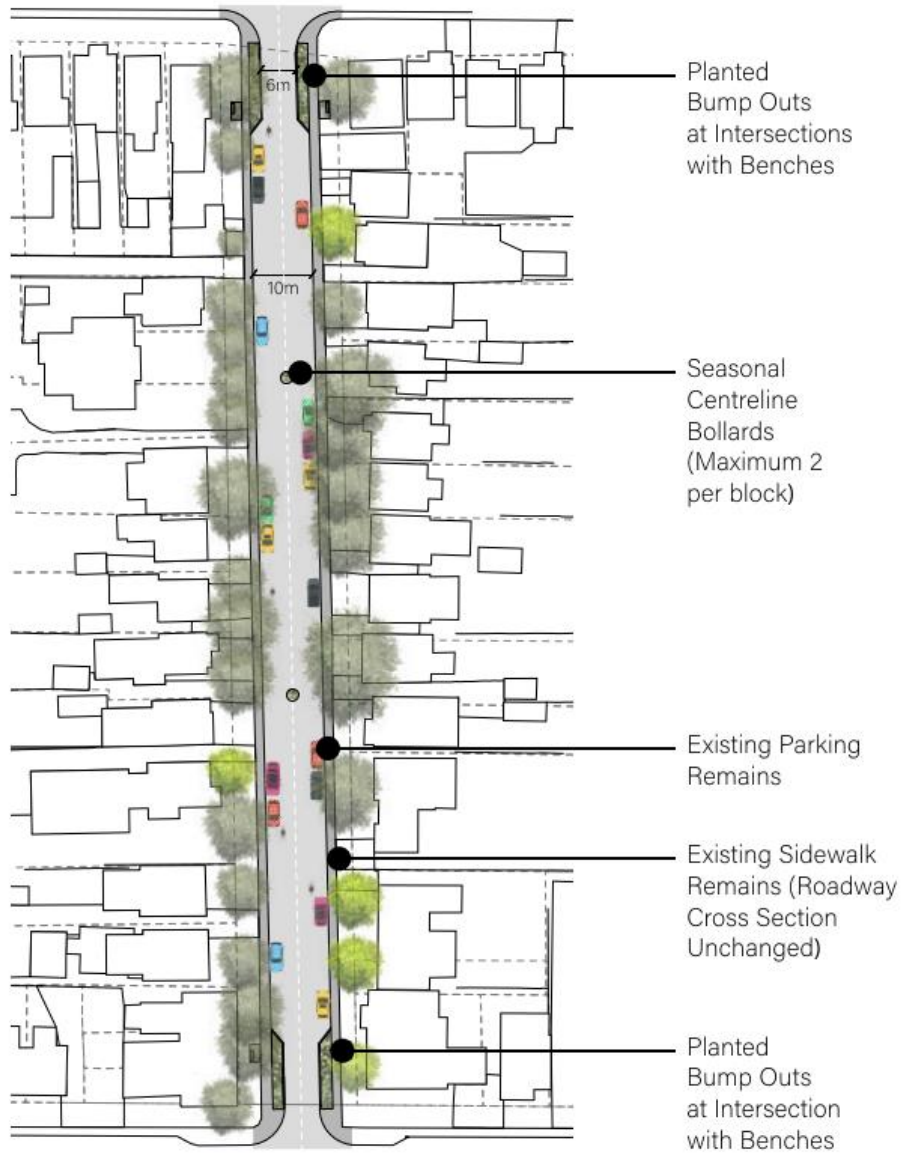 6m
Planted
Bump Outs
at Intersections
with Benches
10m
Seasonal
Centreline
Bollards
(Maximum 2
per block)
Existing Parking
Remains
Existing Sidewalk
Remains (Roadway
Cross Section
Unchanged)
Planted
Bump Outs
at Intersection
with Benches